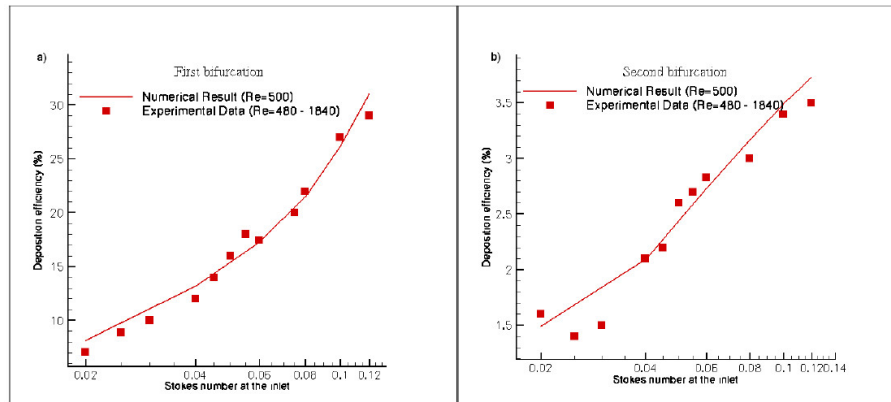 a)
First bifurcation
Numerical Result (Re=500)
Experimental Data (Re=480 - 1840)
30
25
20
15
10
Deposition efficiency (%)
0.02
0.04
0.06
0.08
0.1
0.12
Stokes number at the inlet
b)
Second bifurcation
Numerical Result (Re=500)
Experimental Data (Re=480 - 1840)
3.5
3
2.5
2
1.5
Deposition efficiency (%)
0.02
0.04
0.06
0.08
0.1
0.12
0.14
Stokes number at the inlet